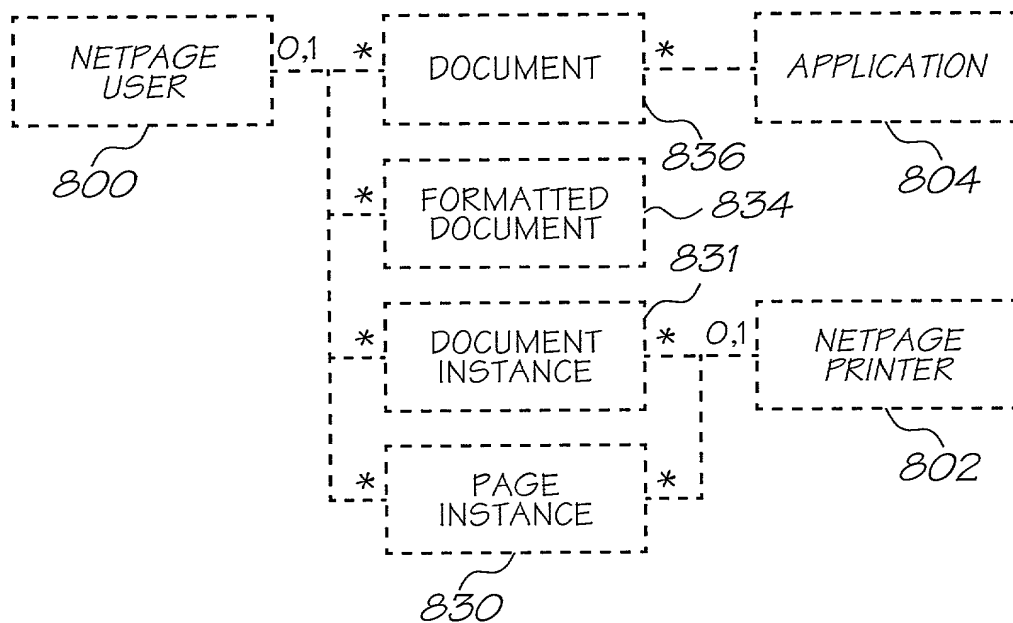 NETPAGE
USER
0,1
*
DOCUMENT
*
APPLICATION
800
836
804
*
FORMATTED
DOCUMENT
834
831
*
DOCUMENT
INSTANCE
*
0,1
NETPAGE
PRINTER
802
*
PAGE
INSTANCE
*
830